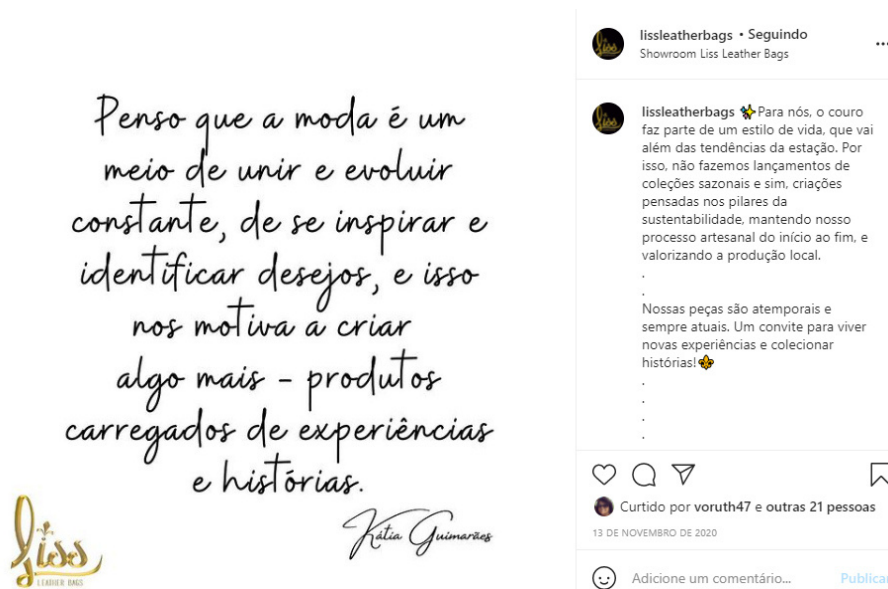 Penso que a moda é um
meio de unir e evoluir
constante, de se inspirar e
identificar desejos, e isso
nos motiva a criar
algo mais - produtos
carregados de experiências
e histórias.
Kátia Guimarães
Liss
LEATHER BAGS
lissleatherbags • Seguindo
Showroom Liss Leather Bags
lissleatherbags ✨Para nós, o couro
faz parte de um estilo de vida, que vai
além das tendências da estação. Por
isso, não fazemos lançamentos de
coleções sazonais e sim, criações
pensadas nos pilares da
sustentabilidade, mantendo nosso
processo artesanal do início ao fim, e
valorizando a produção local.
.
.
Nossas peças são atemporais e
sempre atuais. Um convite para viver
novas experiências e colecionar
histórias!⚜
.
.
.
.
Curtido por voruth47 e outras 21 pessoas
13 DE NOVEMBRO DE 2020
Adicione um comentário...
Publicar